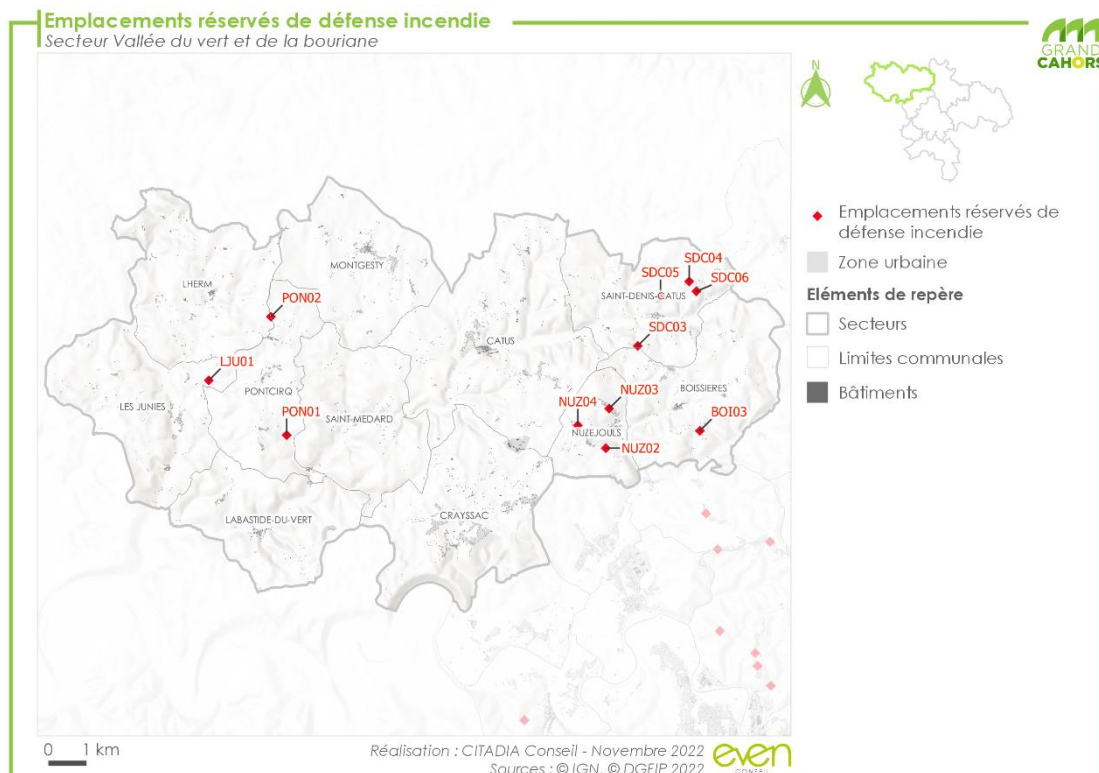 Emplacements réservés de défense incendie
Secteur Vallée du vert et de la bouriane
GRAND
CAHORS
N
Emplacements réservés de
défense incendie
Zone urbaine
Eléments de repère
Secteurs
Limites communales
Bâtiments
MONTGESTY
LHERM
PON02
SDC04
SDC05
SDC06
SAINT-DENIS-CATUS
SDC03
CATUS
LJU01
PONTCIRQ
LES JUNIES
SAINT-MEDARD
PON01
BOISSIERES
NUZ03
NUZ04
BOI03
NUZEJOULS
NUZ02
LABASTIDE-DU-VERT
CRAYSSAC
0 1 km
Réalisation : CITADIA Conseil - Novembre 2022
Sources : © IGN, © DGFIP 2022
even
CONSEIL